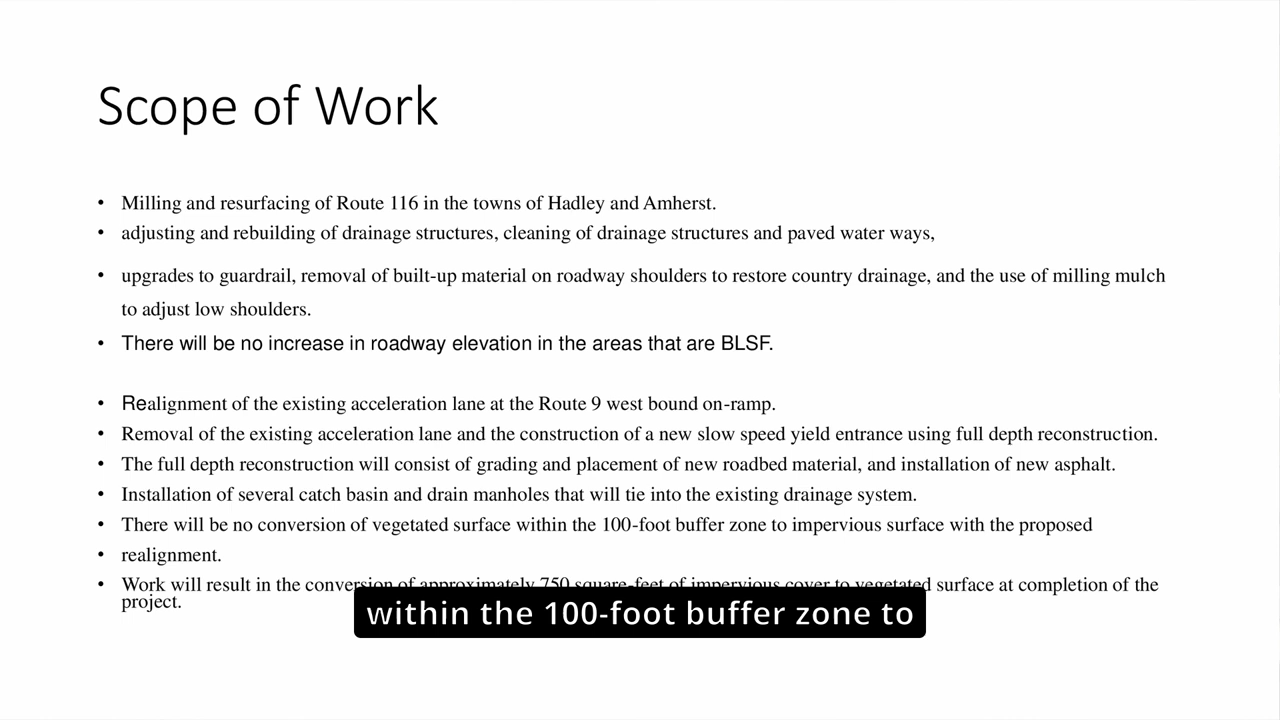 Scope of Work
• Milling and resurfacing of Route 116 in the towns of Hadley and Amherst.
• adjusting and rebuilding of drainage structures, cleaning of drainage structures and paved water ways,
• upgrades to guardrail, removal of built-up material on roadway shoulders to restore country drainage, and the use of milling mulch
to adjust low shoulders.
• There will be no increase in roadway elevation in the areas that are BLSF.
• Realignment of the existing acceleration lane at the Route 9 west bound on-ramp.
• Removal of the existing acceleration lane and the construction of a new slow speed yield entrance using full depth reconstruction.
• The full depth reconstruction will consist of grading and placement of new roadbed material, and installation of new asphalt.
• Installation of several catch basin and drain manholes that will tie into the existing drainage system.
• There will be no conversion of vegetated surface within the 100-foot buffer zone to impervious surface with the proposed
• realignment.
• Work will result in the conversion of approximately 750 square-feet of impervious cover to vegetated surface at completion of the
project.
within the 100-foot buffer zone to